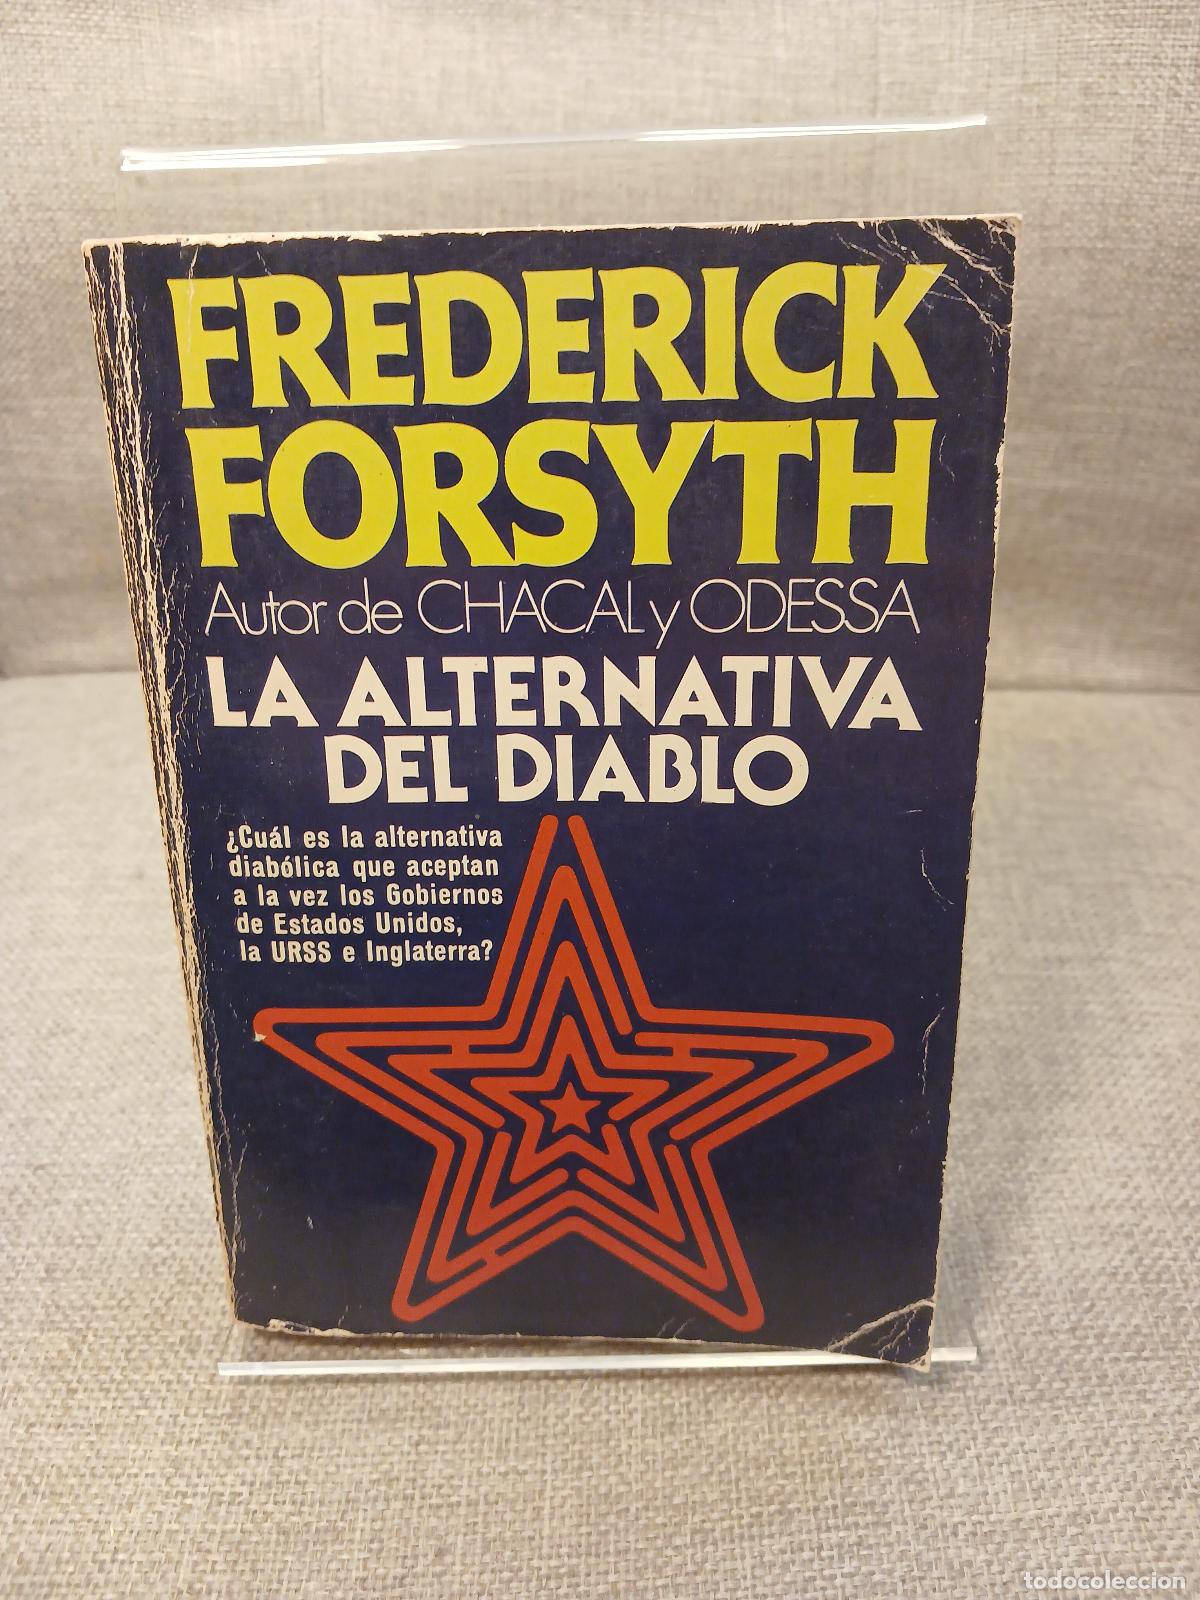 FREDERICK
FORSYTH
Autor de CHACAL y ODESSA
LA ALTERNATIVA
DEL DIABLO
¿Cuál es la alternativa
diabólica que aceptan
a la vez los Gobiernos
de Estados Unidos,
la URSS e Inglaterra?
todocoleccion